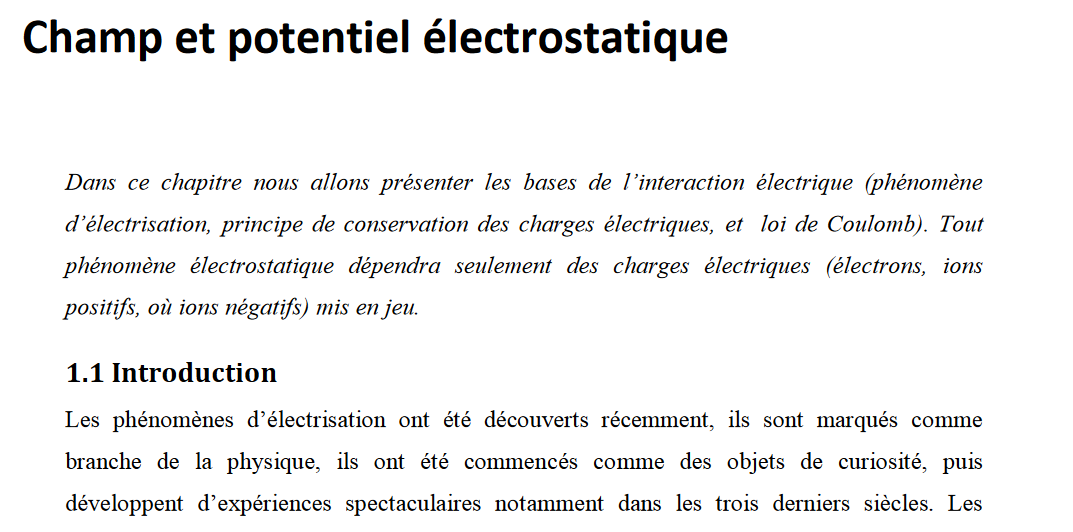 Champ et potentiel électrostatique
Dans ce chapitre nous allons présenter les bases de l’interaction électrique (phénomène
d’électrisation, principe de conservation des charges électriques, et loi de Coulomb). Tout
phénomène électrostatique dépendra seulement des charges électriques (électrons, ions
positifs, où ions négatifs) mis en jeu.
1.1 Introduction
Les phénomènes d’électrisation ont été découverts récemment, ils sont marqués comme
branche de la physique, ils ont été commencés comme des objets de curiosité, puis
développent d’expériences spectaculaires notamment dans les trois derniers siècles. Les